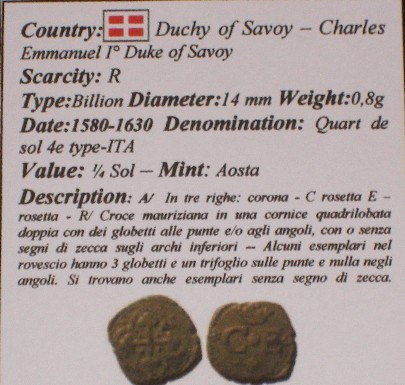 Country: Duchy of Savoy – Charles
Emmanuel I° Duke of Savoy
Scarcity: R
Type:Billion Diameter:14 mm Weight:0,8g
Date:1580-1630 Denomination: Quart de
sol 4e type-ITA
Value: ¼ Sol – Mint: Aosta
Description: A/ In tre righe: corona - C rosetta E –
rosetta - R/ Croce mauriziana in una cornice quadrilobata
doppia con dei globetti alle punte e/o agli angoli, con o senza
segni di zecca sugli archi inferiori -- Alcuni esemplari nel
rovescio hanno 3 globetti e un trifoglio sulle punte e nulla negli
angoli. Si trovano anche esemplari senza segno di zecca.